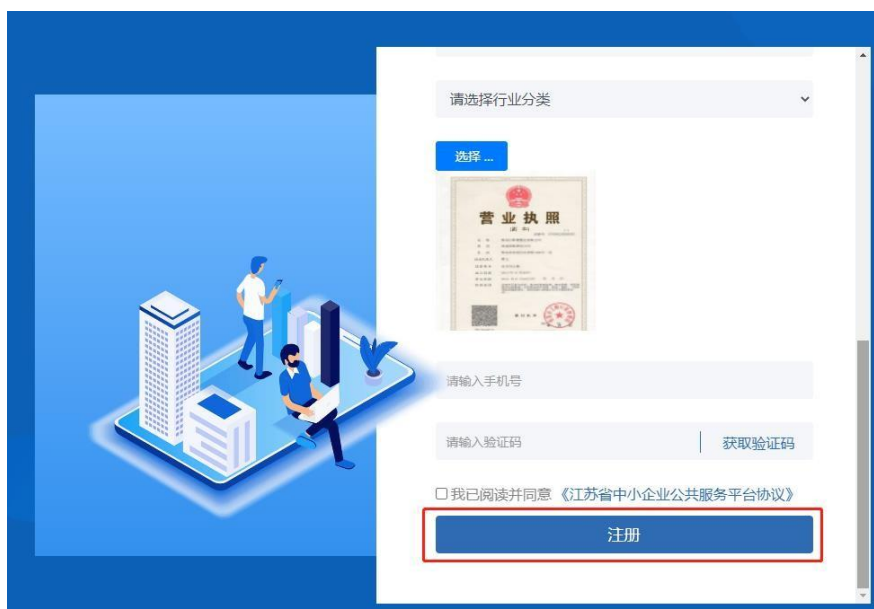 请选择行业分类
选择 ...
营业执照
请输入手机号
请输入验证码
获取验证码
我已阅读并同意《江苏省中小企业公共服务平台协议》
注册